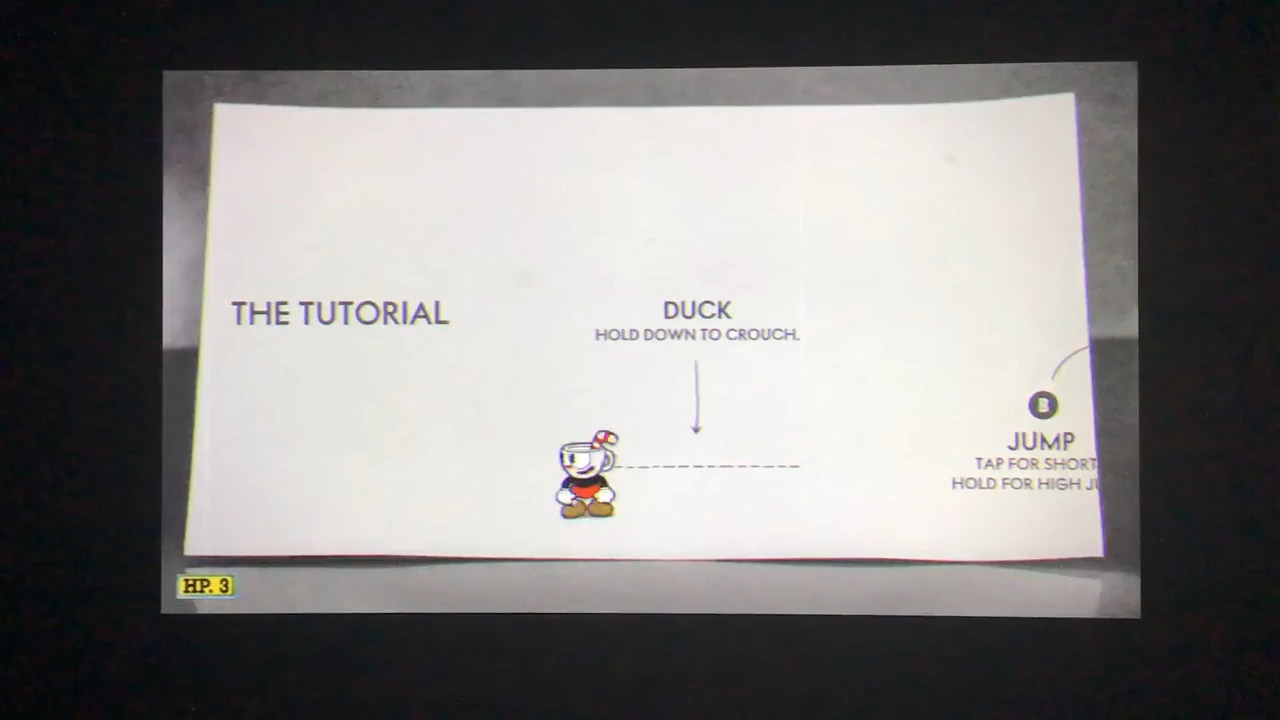 THE TUTORIAL
DUCK
HOLD DOWN TO CROUCH.
B
JUMP
TAP FOR SHORT
HOLD FOR HIGH
HP. 3